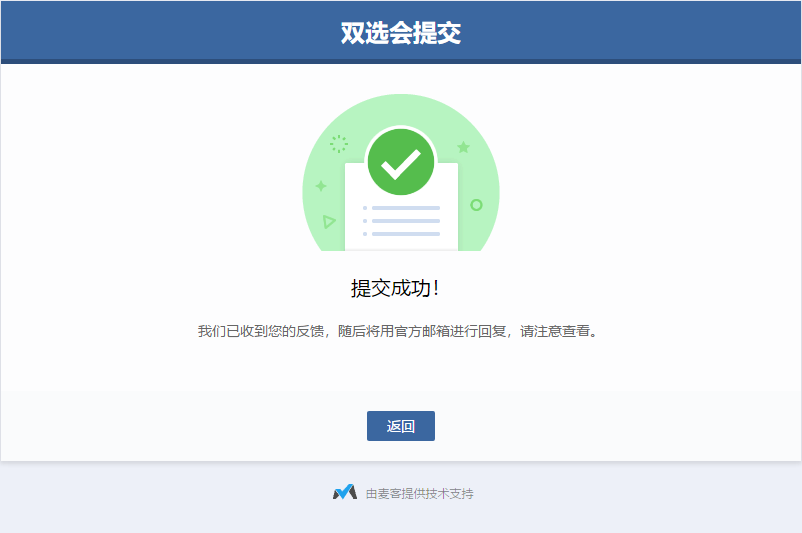 双选会提交
提交成功！
我们已收到您的反馈，随后将用官方邮箱进行回复，请注意查看。
返回
由麦客提供技术支持